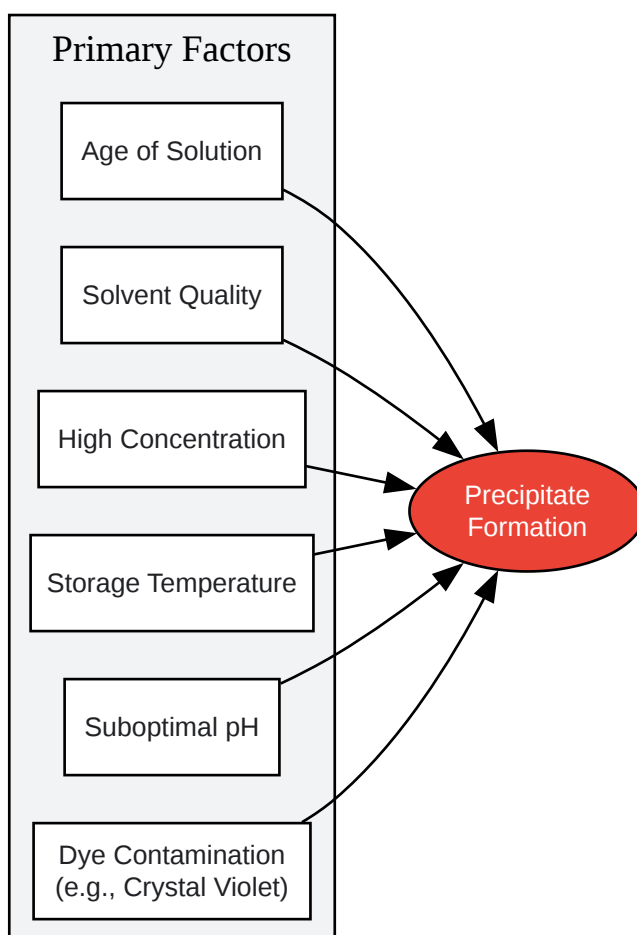 Primary Factors
Age of Solution
Solvent Quality
High Concentration
Storage Temperature
Suboptimal pH
Dye Contamination
(e.g., Crystal Violet)
Precipitate
Formation